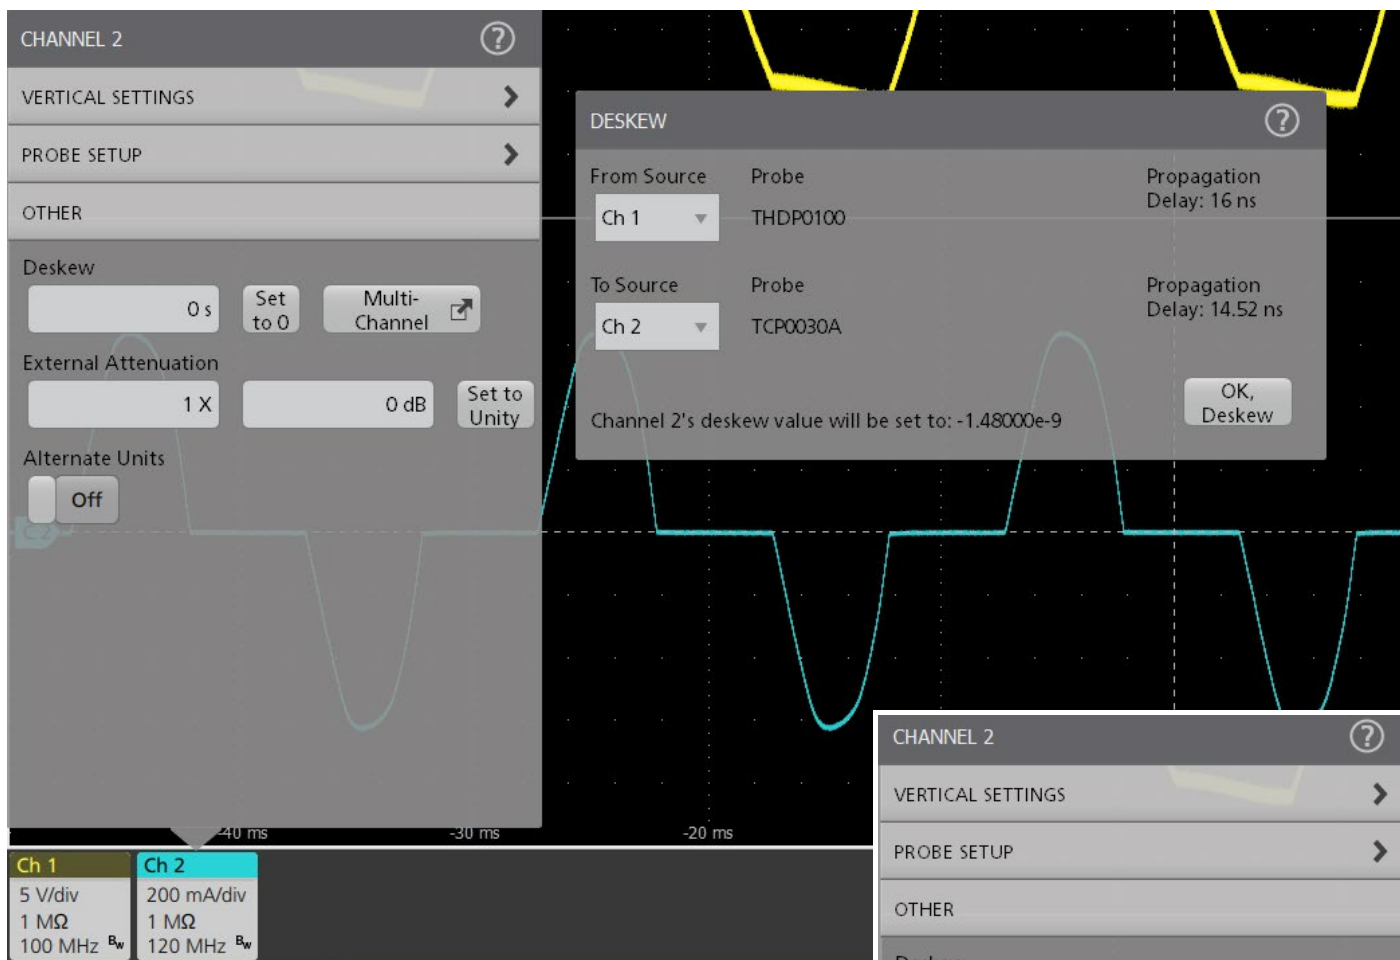 CHANNEL 2
?
VERTICAL SETTINGS
PROBE SETUP
OTHER
Deskew
0 s
Set
to 0
Multi-
Channel
External Attenuation
1 X
0 dB
Set to
Unity
Alternate Units
Off
C2
DESKEW
?
From Source
Probe
Propagation
Delay: 16 ns
Ch 1
THDP0100
To Source
Probe
Propagation
Delay: 14.52 ns
Ch 2
TCP0030A
OK,
Deskew
Channel 2's deskew value will be set to: -1.48000e-9
-40 ms
-30 ms
-20 ms
Ch 1
5 V/div
1 MΩ
100 MHz Bw
Ch 2
200 mA/div
1 MΩ
120 MHz Bw
CHANNEL 2
?
VERTICAL SETTINGS
PROBE SETUP
OTHER
Deskew